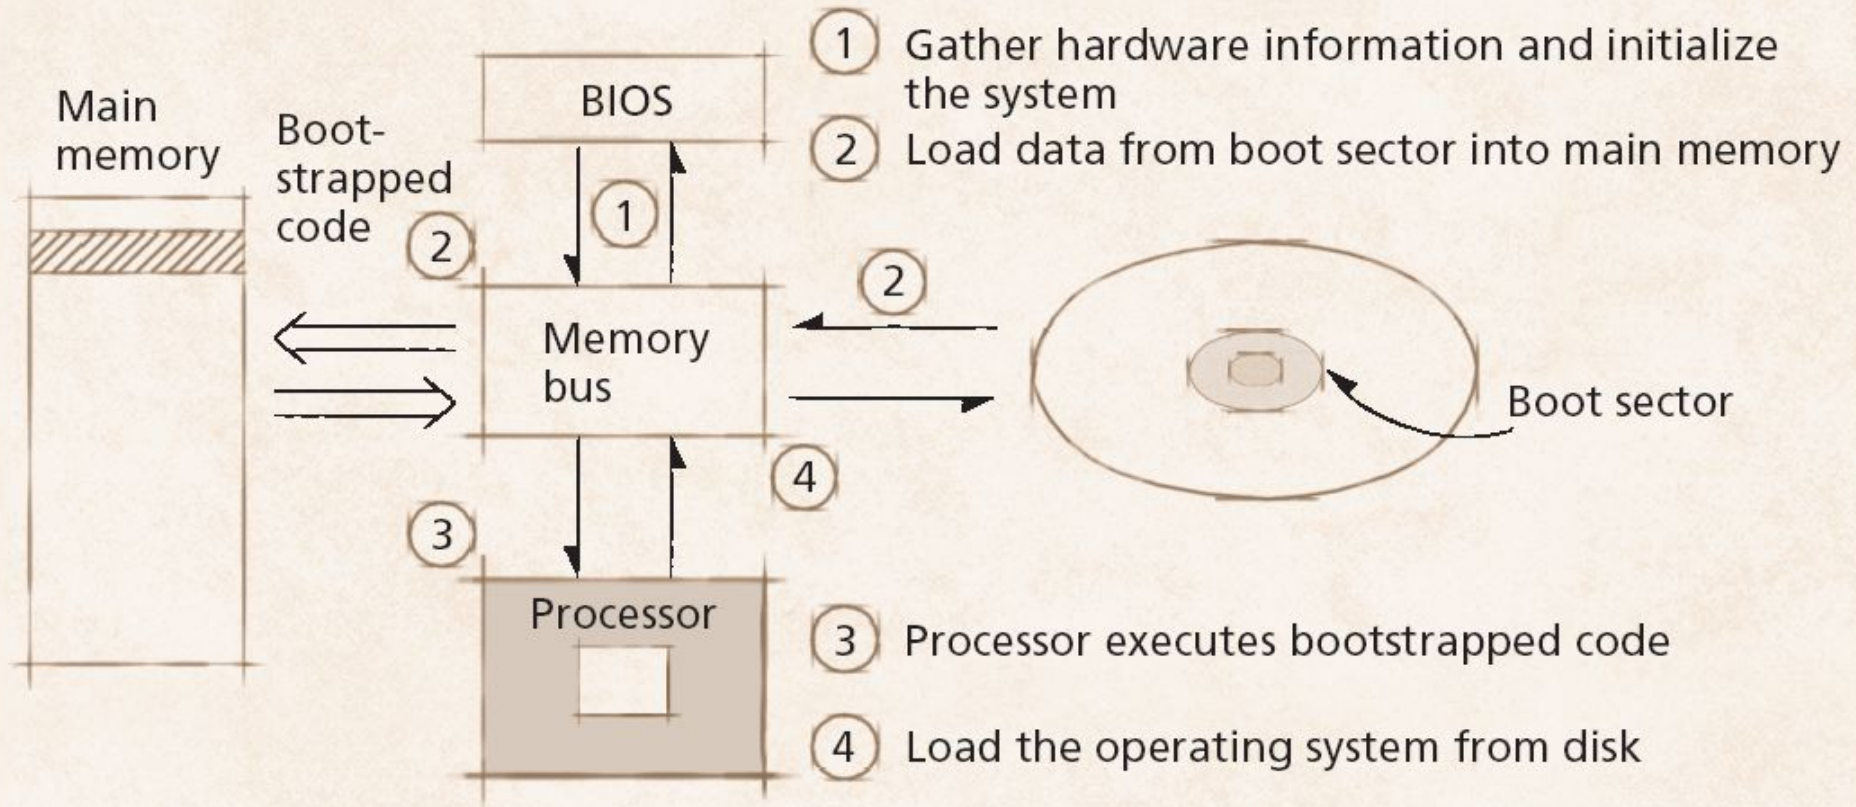 1 Gather hardware information and initialize
the system
2 Load data from boot sector into main memory
Main
memory
Boot-
strapped
code
BIOS
1
2
2
Memory
bus
Boot sector
4
3
Processor
3 Processor executes bootstrapped code
4 Load the operating system from disk